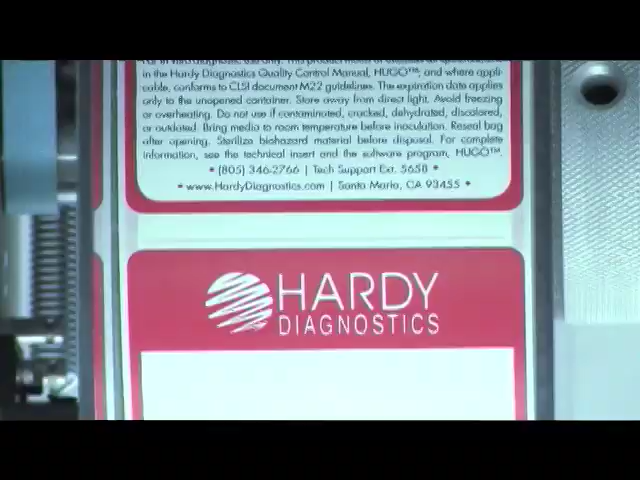 in the Hardy Diagnostics Quality Control Manual, HUGO™, and where appli-
cable, conforms to CLSI document M22 guidelines. The expiration date applies
only to the unopened container. Store away from direct light. Avoid freezing
or overheating. Do not use if contaminated, cracked, dehydrated, discolored,
or outdated. Bring media to room temperature before inoculation. Reseal bag
after opening. Sterilize biohazard material before disposal. For complete
information, see the technical insert and the software program, HUGO™.
• (805) 346-2766 | Tech Support Ext. 5658 •
• www.HardyDiagnostics.com | Santa Maria, CA 93455 •
HARDY
DIAGNOSTICS